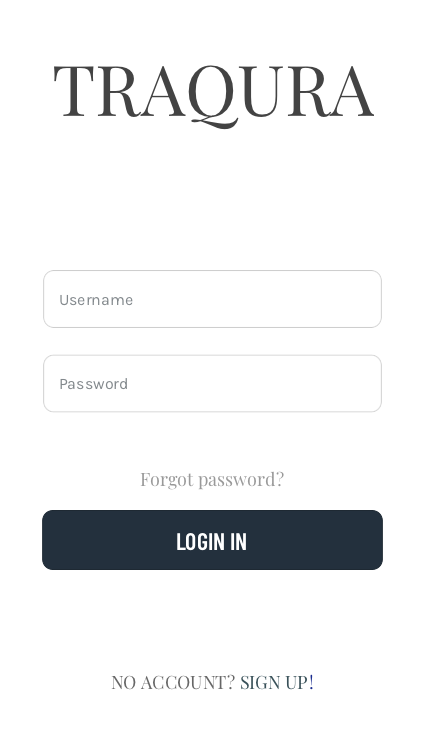 TRAQURA
Username
Password
Forgot password?
LOGIN IN
NO ACCOUNT? SIGN UP!